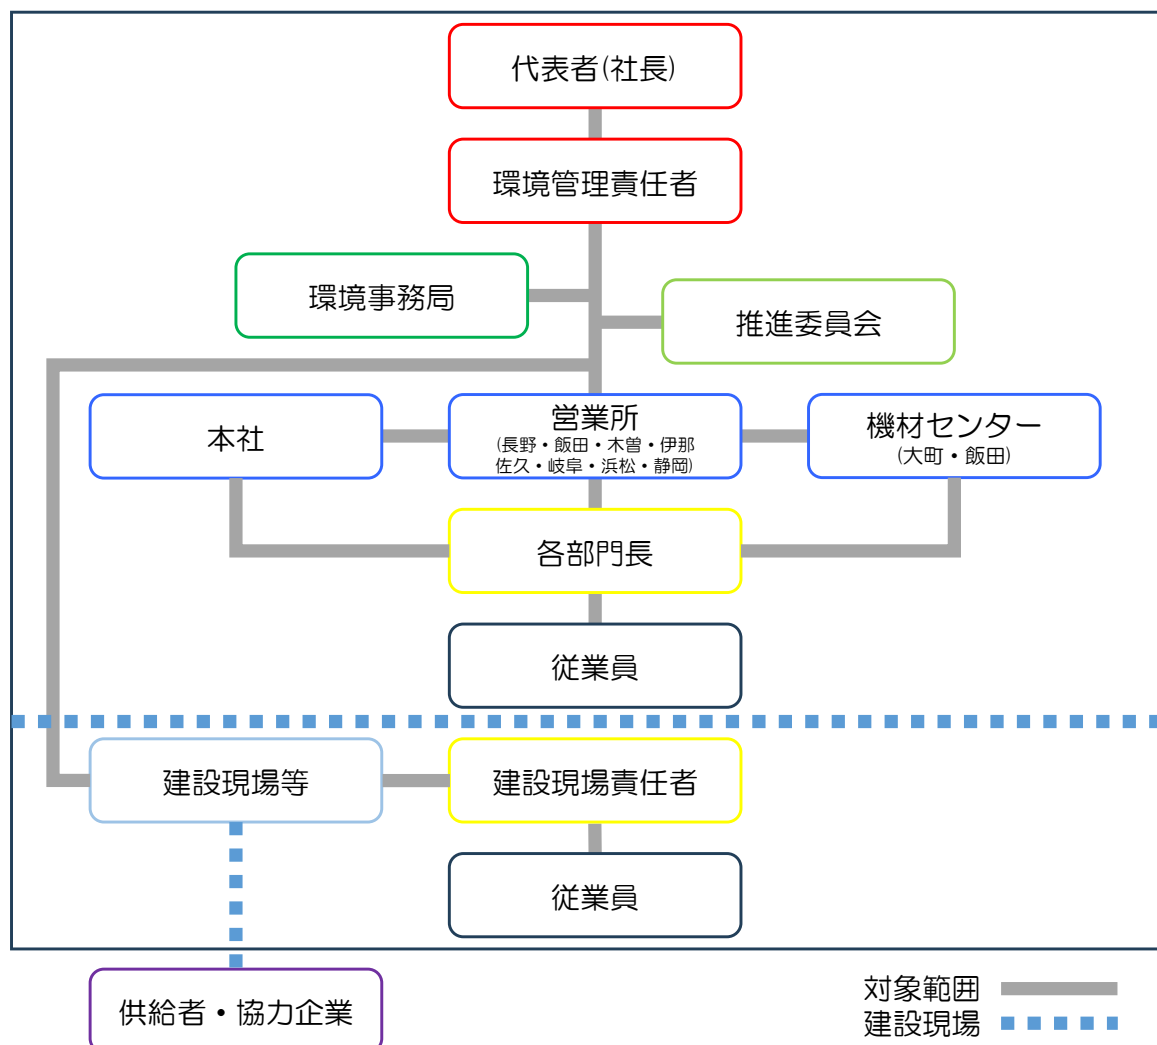 代表者(社長)
環境管理責任者
環境事務局
推進委員会
本社
営業所
(長野・飯田・木曽・伊那
佐久・岐阜・浜松・静岡)
機材センター
(大町・飯田)
各部門長
従業員
建設現場等
建設現場責任者
従業員
供給者・協力企業
対象範囲
建設現場